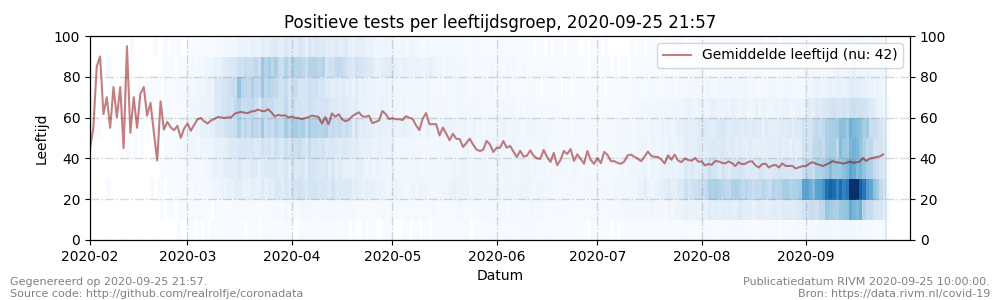 Positieve tests per leeftijdsgroep, 2020-09-25 21:57
Gemiddelde leeftijd (nu: 42)
100
80
60
40
20
0
Leeftijd
100
80
60
40
20
0
2020-02 2020-03 2020-04 2020-05 2020-06 2020-07 2020-08 2020-09
Datum
Gegenereerd op 2020-09-25 21:57.
Source code: http://github.com/realrolfje/coronadata
Publicatiedatum RIVM 2020-09-25 10:00:00.
Bron: https://data.rivm.nl/covid-19